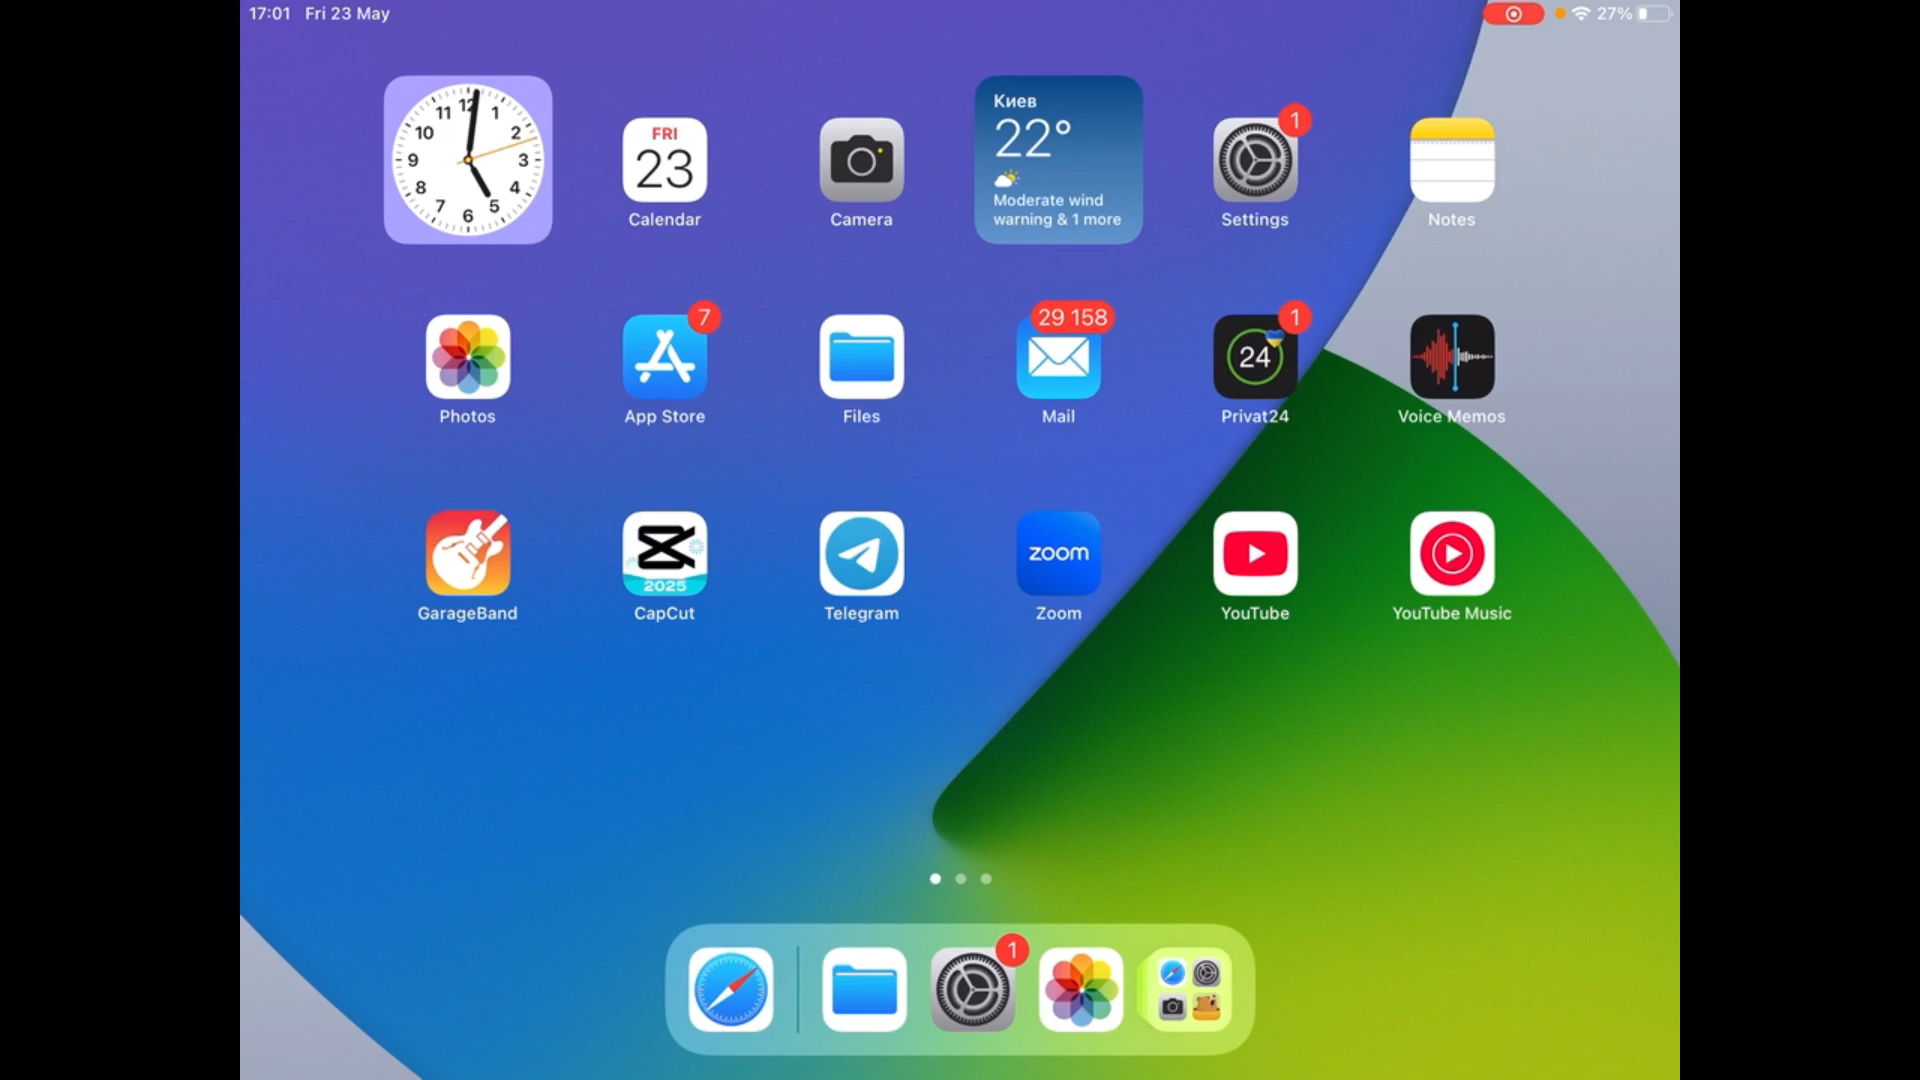 17:01 Fri 23 May
27%
12
1
2
3
4
5
6
7
8
9
10
11
FRI
23
Calendar
Camera
Киев
22°
Moderate wind
warning & 1 more
1
Settings
Notes
Photos
7
App Store
Files
29 158
Mail
24
1
Privat24
Voice Memos
GarageBand
2025
CapCut
Telegram
zoom
Zoom
YouTube
YouTube Music
1